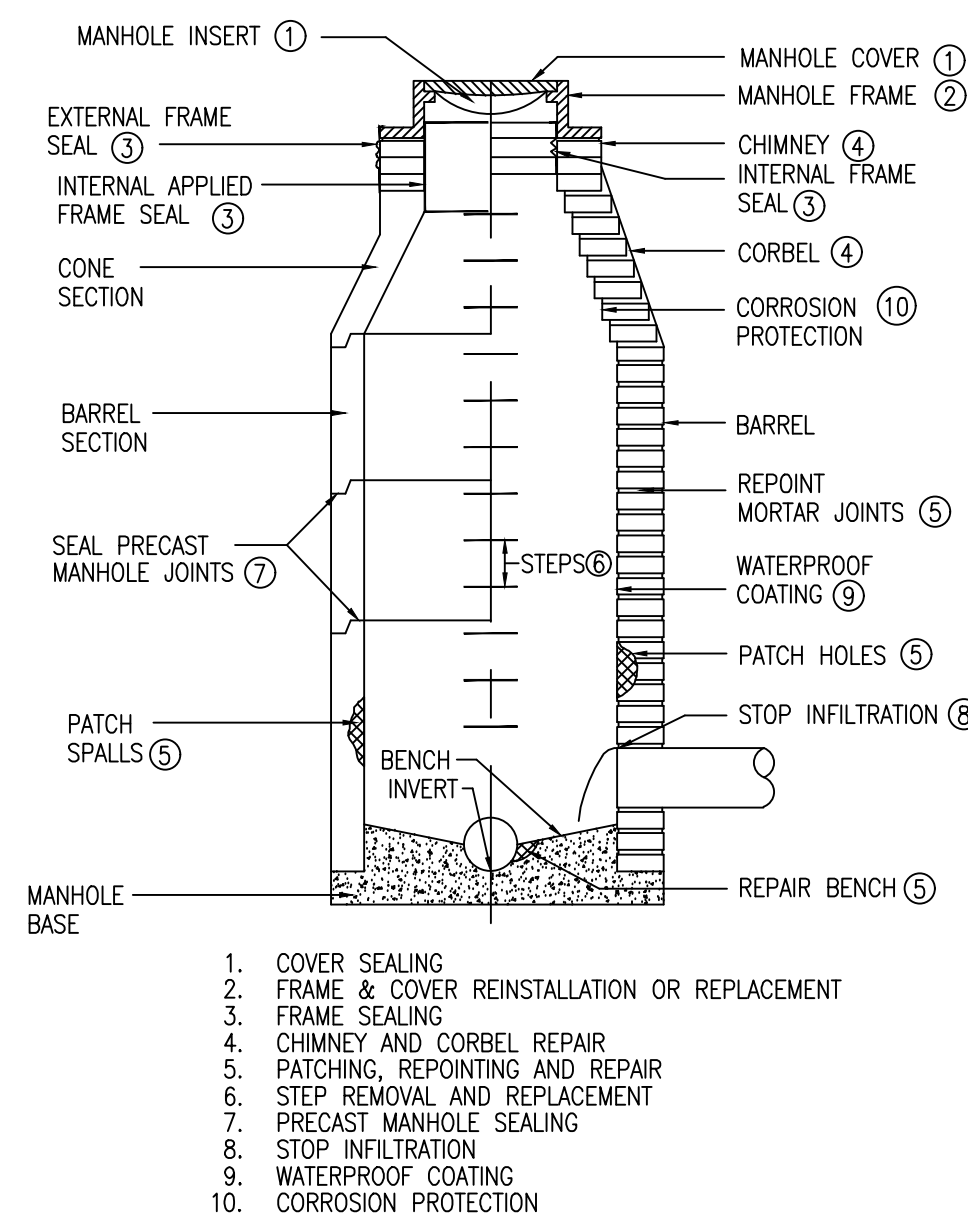 MANHOLE INSERT ①
MANHOLE COVER ①
MANHOLE FRAME ②
EXTERNAL FRAME
SEAL ③
CHIMNEY ④
INTERNAL FRAME
SEAL ③
INTERNAL APPLIED
FRAME SEAL ③
CORBEL ④
CONE
SECTION
CORROSION ⑩
PROTECTION
BARREL
SECTION
BARREL
REPOINT
MORTAR JOINTS ⑤
SEAL PRECAST
MANHOLE JOINTS ⑦
STEPS ⑥
WATERPROOF
COATING ⑨
PATCH HOLES ⑤
PATCH
SPALLS ⑤
STOP INFILTRATION ⑧
BENCH
INVERT
REPAIR BENCH ⑤
MANHOLE
BASE
1. COVER SEALING
2. FRAME & COVER REINSTALLATION OR REPLACEMENT
3. FRAME SEALING
4. CHIMNEY AND CORBEL REPAIR
5. PATCHING, REPOINTING AND REPAIR
6. STEP REMOVAL AND REPLACEMENT
7. PRECAST MANHOLE SEALING
8. STOP INFILTRATION
9. WATERPROOF COATING
10. CORROSION PROTECTION